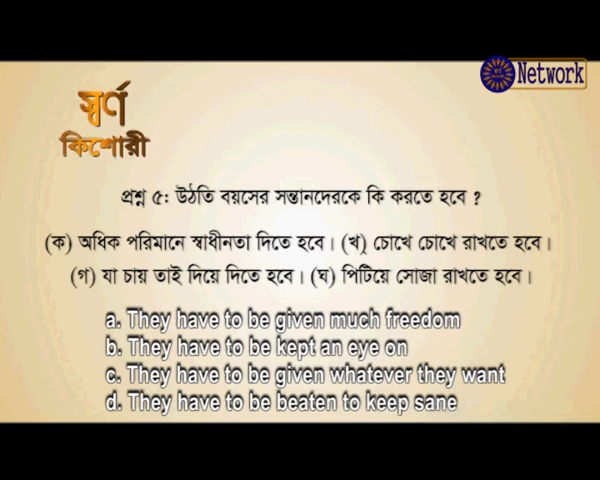 Network
স্বর্ণ
কিশোরী
প্রশ্ন ৫: উঠতি বয়সের সন্তানদেরকে কি করতে হবে ?
(ক) অধিক পরিমানে স্বাধীনতা দিতে হবে। (খ) চোখে চোখে রাখতে হবে।
(গ) যা চায় তাই দিয়ে দিতে হবে। (ঘ) পিটিয়ে সোজা রাখতে হবে।
a. They have to be given much freedom
b. They have to be kept an eye on
c. They have to be given whatever they want
d. They have to be beaten to keep sane